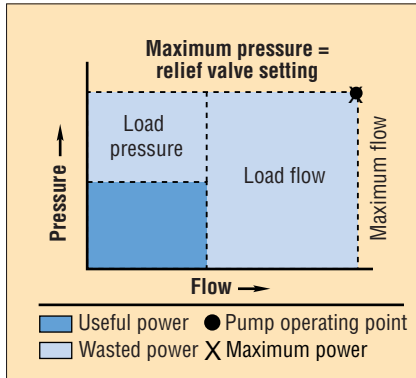 Maximum pressure =
relief valve setting
Load
pressure
Load flow
Maximum flow
Pressure
Flow
Useful power
Pump operating point
Wasted power
X Maximum power